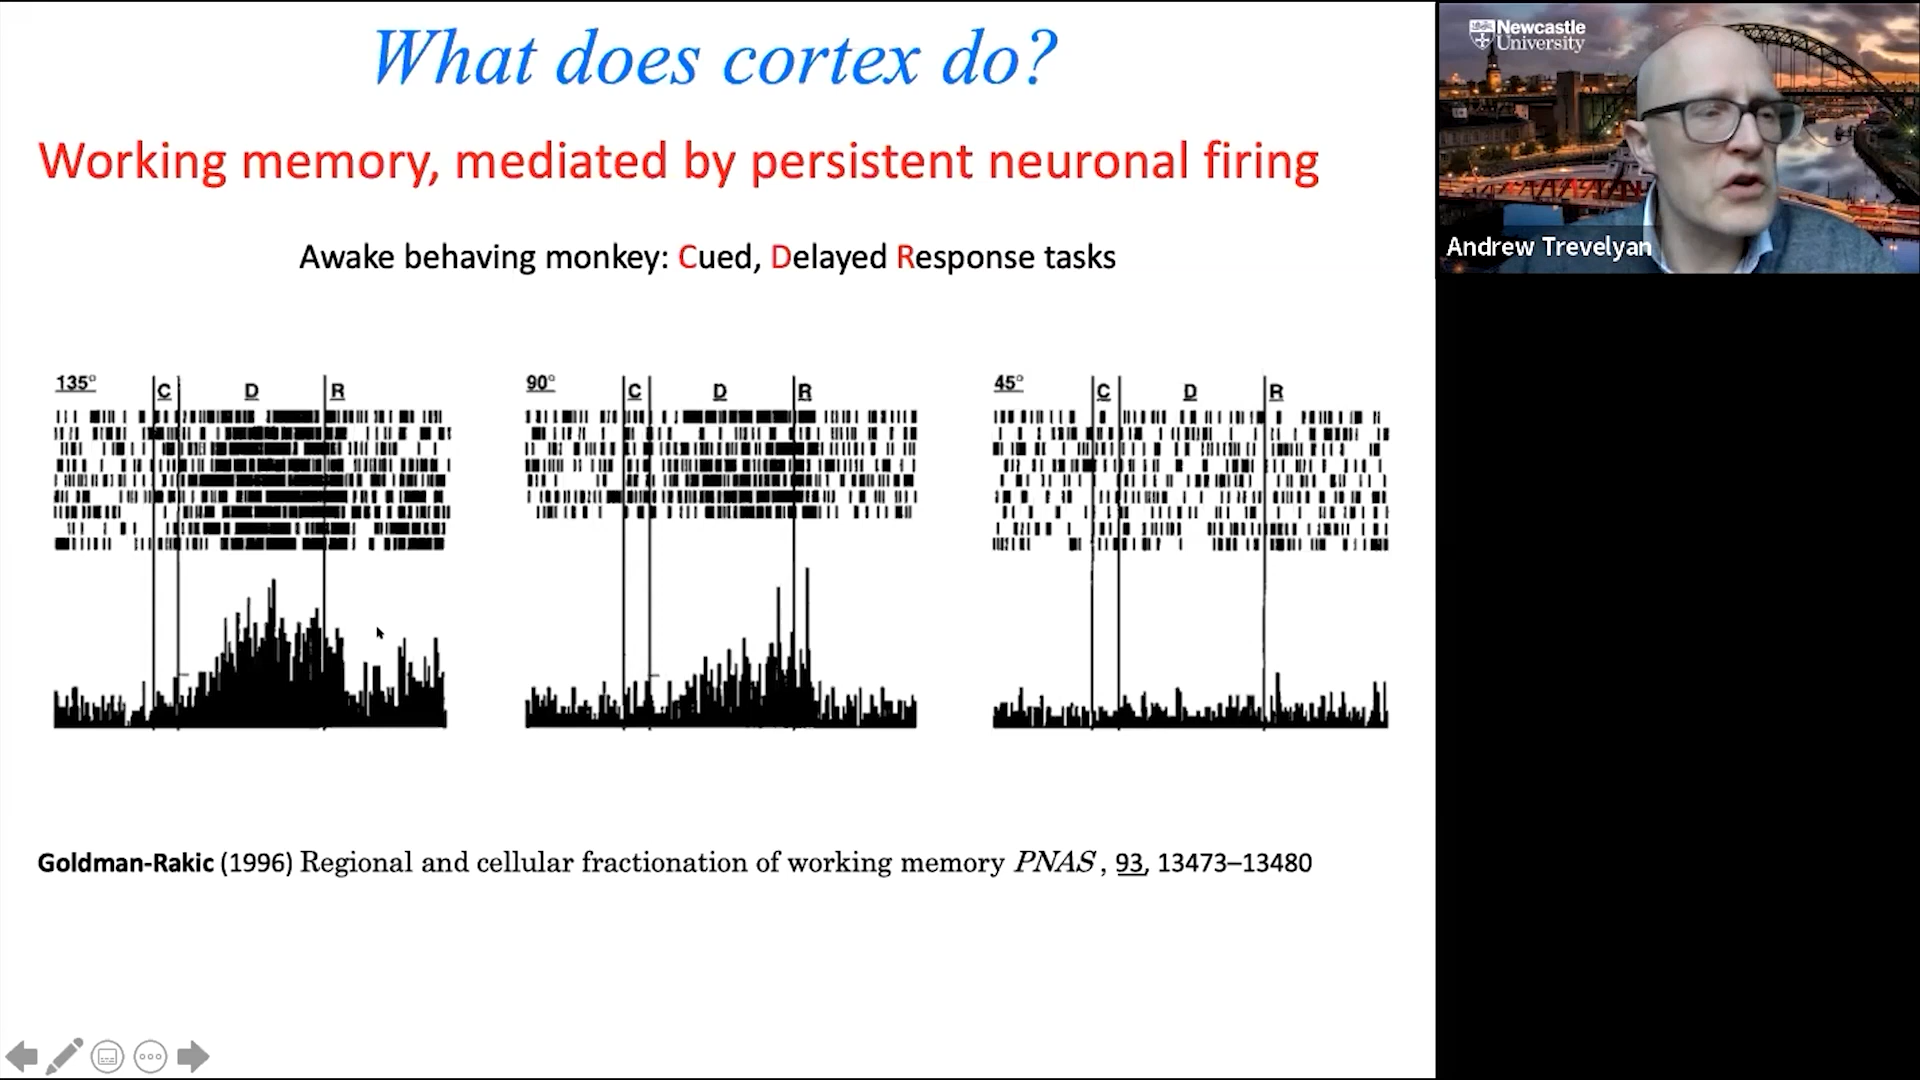 What does cortex do?
Working memory, mediated by persistent neuronal firing
Awake behaving monkey: Cued, Delayed Response tasks
135° C D R
90° C D R
45° C D R
Goldman-Rakic (1996) Regional and cellular fractionation of working memory PNAS, 93, 13473–13480
Newcastle
University
Andrew Trevelyan